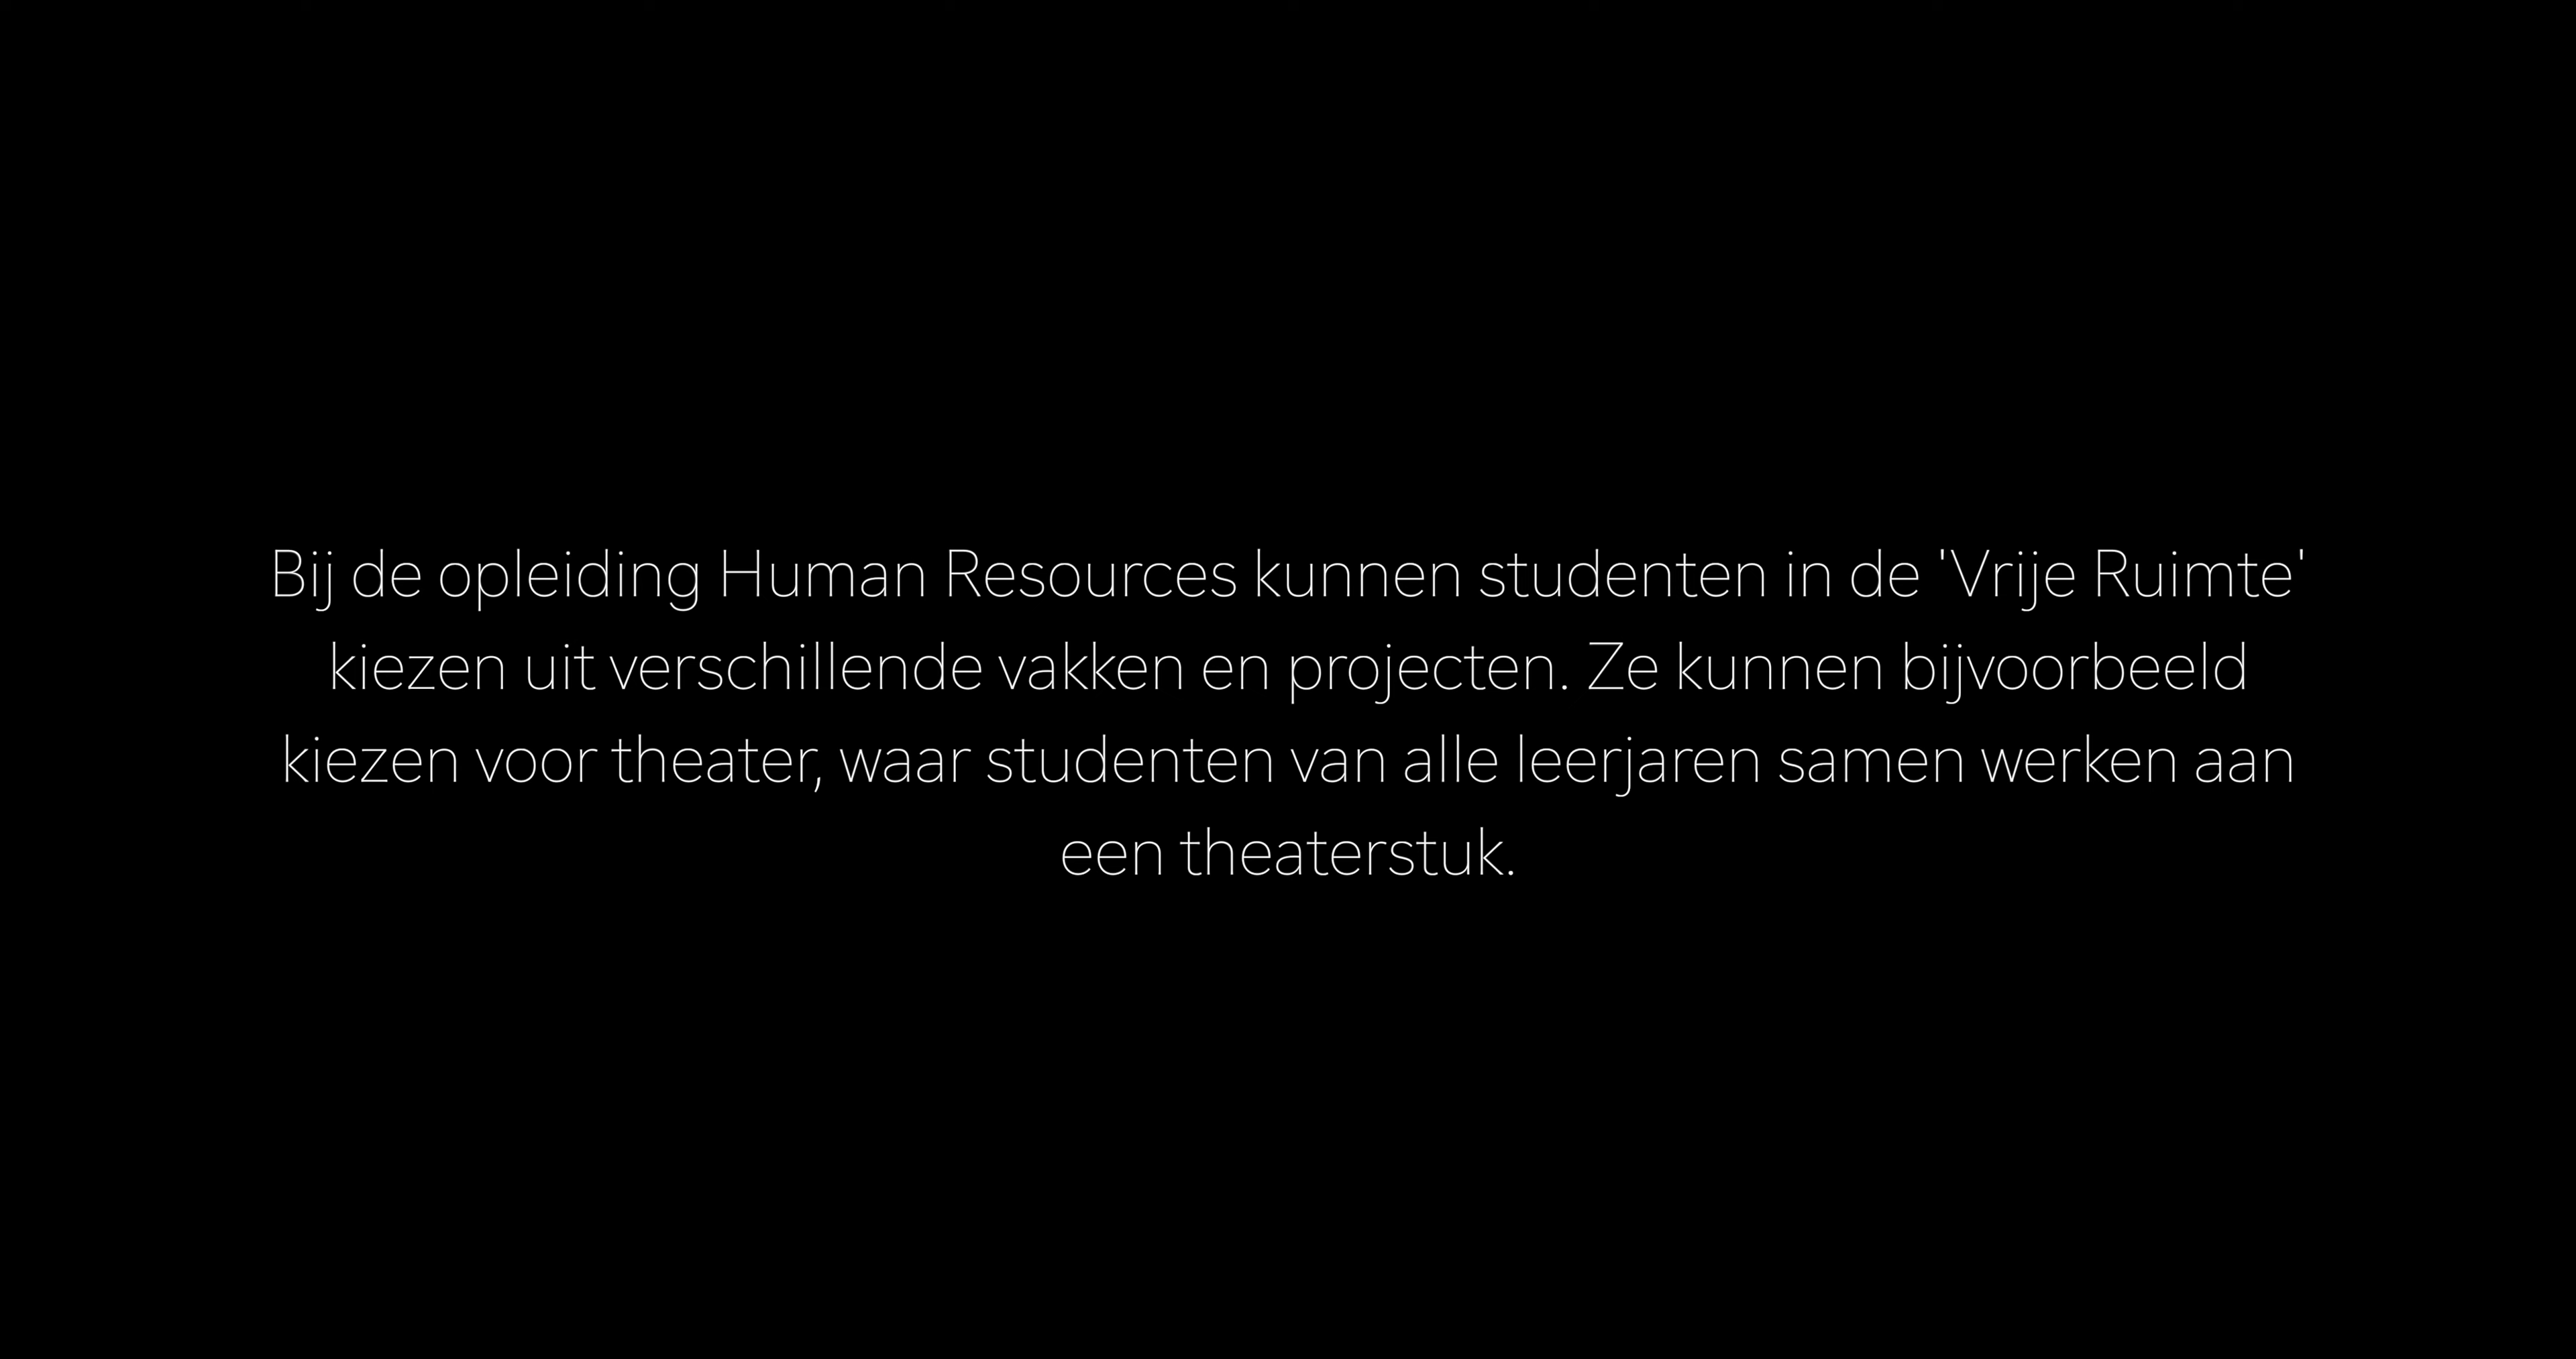 Bij de opleiding Human Resources kunnen studenten in de 'Vrije Ruimte'
kiezen uit verschillende vakken en projecten. Ze kunnen bijvoorbeeld
kiezen voor theater, waar studenten van alle leerjaren samen werken aan
een theaterstuk.